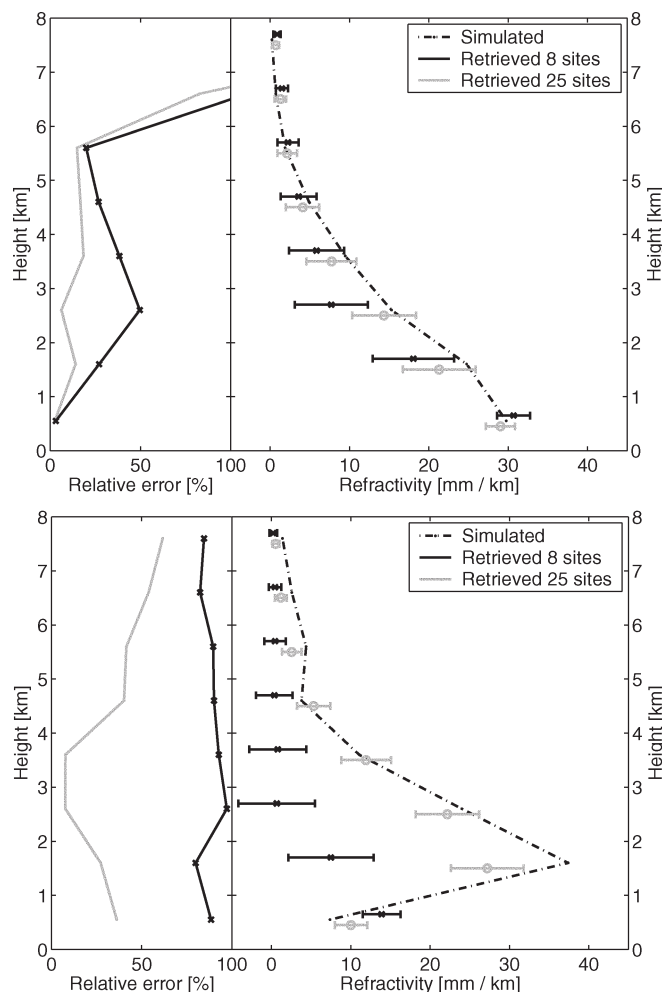 8
7
6
5
4
3
2
1
0
Height [km]
0 50 100
Relative error [%]
Simulated
Retrieved 8 sites
Retrieved 25 sites
0 10 20 30 40
Refractivity [mm / km]
8
7
6
5
4
3
2
1
0
Height [km]
8
7
6
5
4
3
2
1
0
Height [km]
0 50 100
Relative error [%]
Simulated
Retrieved 8 sites
Retrieved 25 sites
0 10 20 30 40
Refractivity [mm / km]
8
7
6
5
4
3
2
1
0
Height [km]